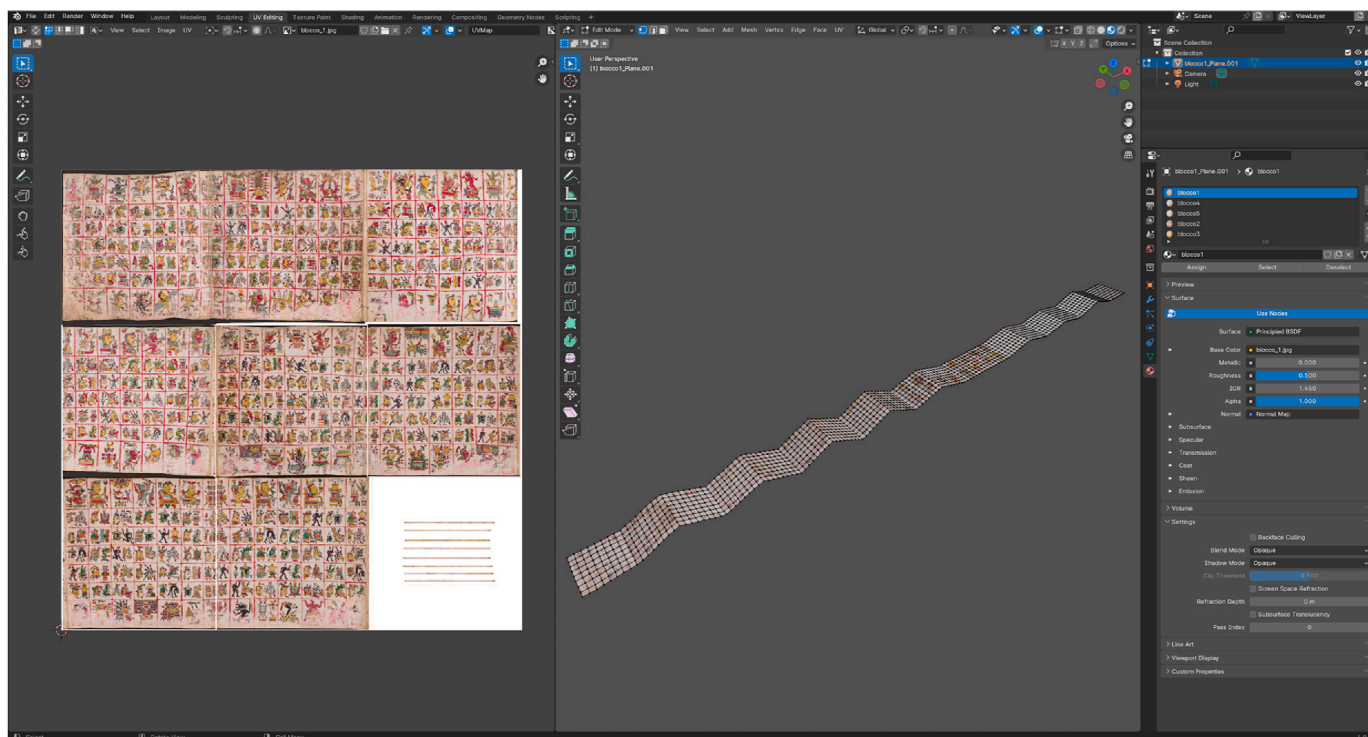 File Edit Render Window Help Layout Modeling Sculpting UV Editing Texture Paint Shading Animation Rendering Compositing Geometry Nodes Scripting + Scene ViewLayer
View Select Image UV blocco_1.jpg UVMap Edit Mode View Select Add Mesh Vertex Edge Face UV Global
X Y Z Options
User Perspective
(1) blocco1_Plane.001
Scene Collection
Collection
blocco1_Plane.001
Camera
Light
blocco1_Plane.001 > blocco1
blocco1
blocco4
blocco5
blocco2
blocco3
blocco1
Assign Select Deselect
Preview
Surface
Use Nodes
Surface Principled BSDF
Base Color blocco_1.jpg
Metallic 0.000
Roughness 0.500
IOR 1.450
Alpha 1.000
Normal Normal Map
Subsurface
Specular
Transmission
Coat
Sheen
Emission
Volume
Settings
Backface Culling
Blend Mode Opaque
Shadow Mode Opaque
Clip Threshold 0.500
Screen Space Refraction
Refraction Depth 0 m
Subsurface Translucency
Pass Index 0
Line Art
Viewport Display
Custom Properties